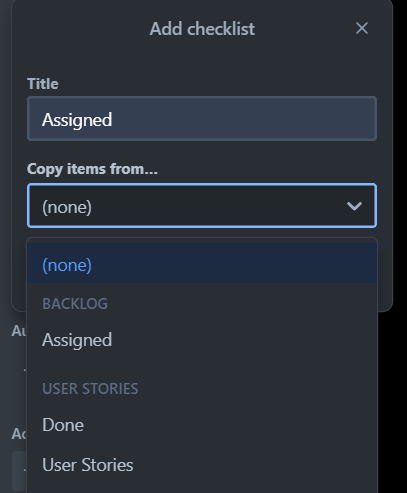 Add checklist
Title
Assigned
Copy items from...
(none)
(none)
BACKLOG
Assigned
USER STORIES
Done
User Stories